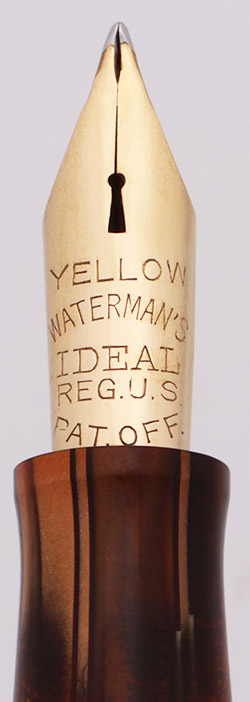 YELLOW
WATERMAN'S
IDEAL
REG.U.S
PAT.OFF.